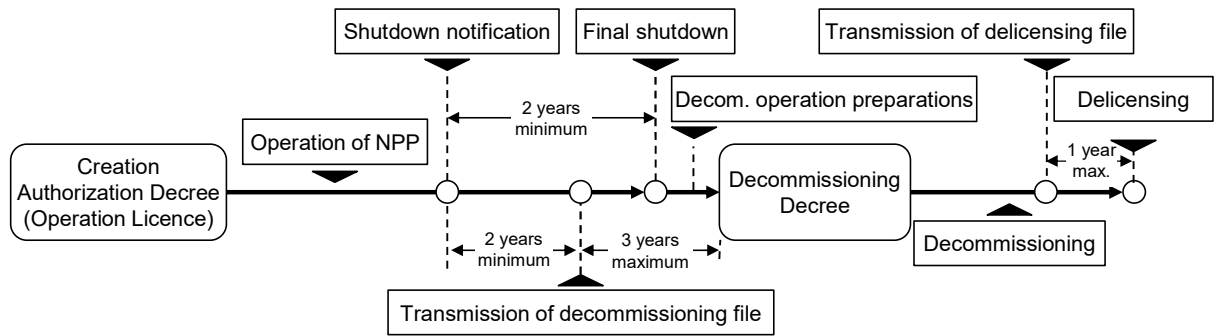 Shutdown notification
Final shutdown
Transmission of delicensing file
2 years
minimum
Decom. operation preparations
Delicensing
Operation of NPP
Creation
Authorization Decree
(Operation Licence)
Decommissioning
Decree
1 year
max.
2 years
minimum
3 years
maximum
Decommissioning
Transmission of decommissioning file